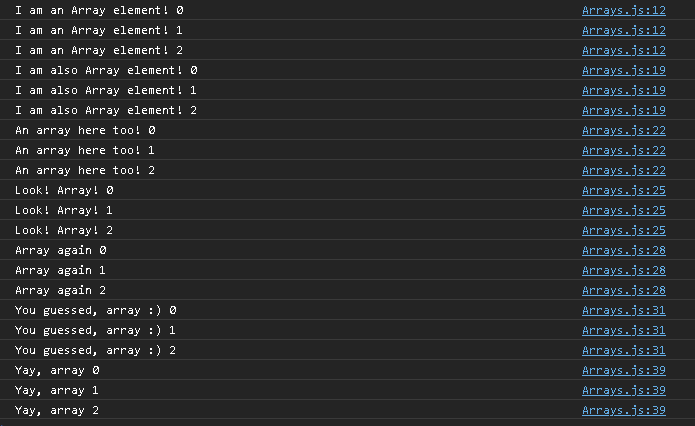 I am an Array element! 0 Arrays.js:12
I am an Array element! 1 Arrays.js:12
I am an Array element! 2 Arrays.js:12
I am also Array element! 0 Arrays.js:19
I am also Array element! 1 Arrays.js:19
I am also Array element! 2 Arrays.js:19
An array here too! 0 Arrays.js:22
An array here too! 1 Arrays.js:22
An array here too! 2 Arrays.js:22
Look! Array! 0 Arrays.js:25
Look! Array! 1 Arrays.js:25
Look! Array! 2 Arrays.js:25
Array again 0 Arrays.js:28
Array again 1 Arrays.js:28
Array again 2 Arrays.js:28
You guessed, array :) 0 Arrays.js:31
You guessed, array :) 1 Arrays.js:31
You guessed, array :) 2 Arrays.js:31
Yay, array 0 Arrays.js:39
Yay, array 1 Arrays.js:39
Yay, array 2 Arrays.js:39